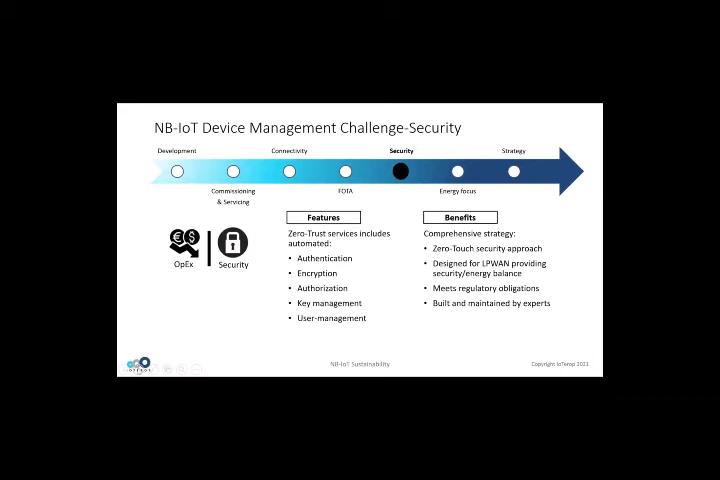 NB-IoT Device Management Challenge-Security
Development
Connectivity
Security
Strategy
Commissioning
& Servicing
FOTA
Energy focus
Features
Benefits
€ $
OpEx
Security
Zero-Trust services includes
automated:
• Authentication
• Encryption
• Authorization
• Key management
• User-management
Comprehensive strategy:
• Zero-Touch security approach
• Designed for LPWAN providing
security/energy balance
• Meets regulatory obligations
• Built and maintained by experts
IOTEROP
NB-IoT Sustainability
Copyright IoTerop 2021